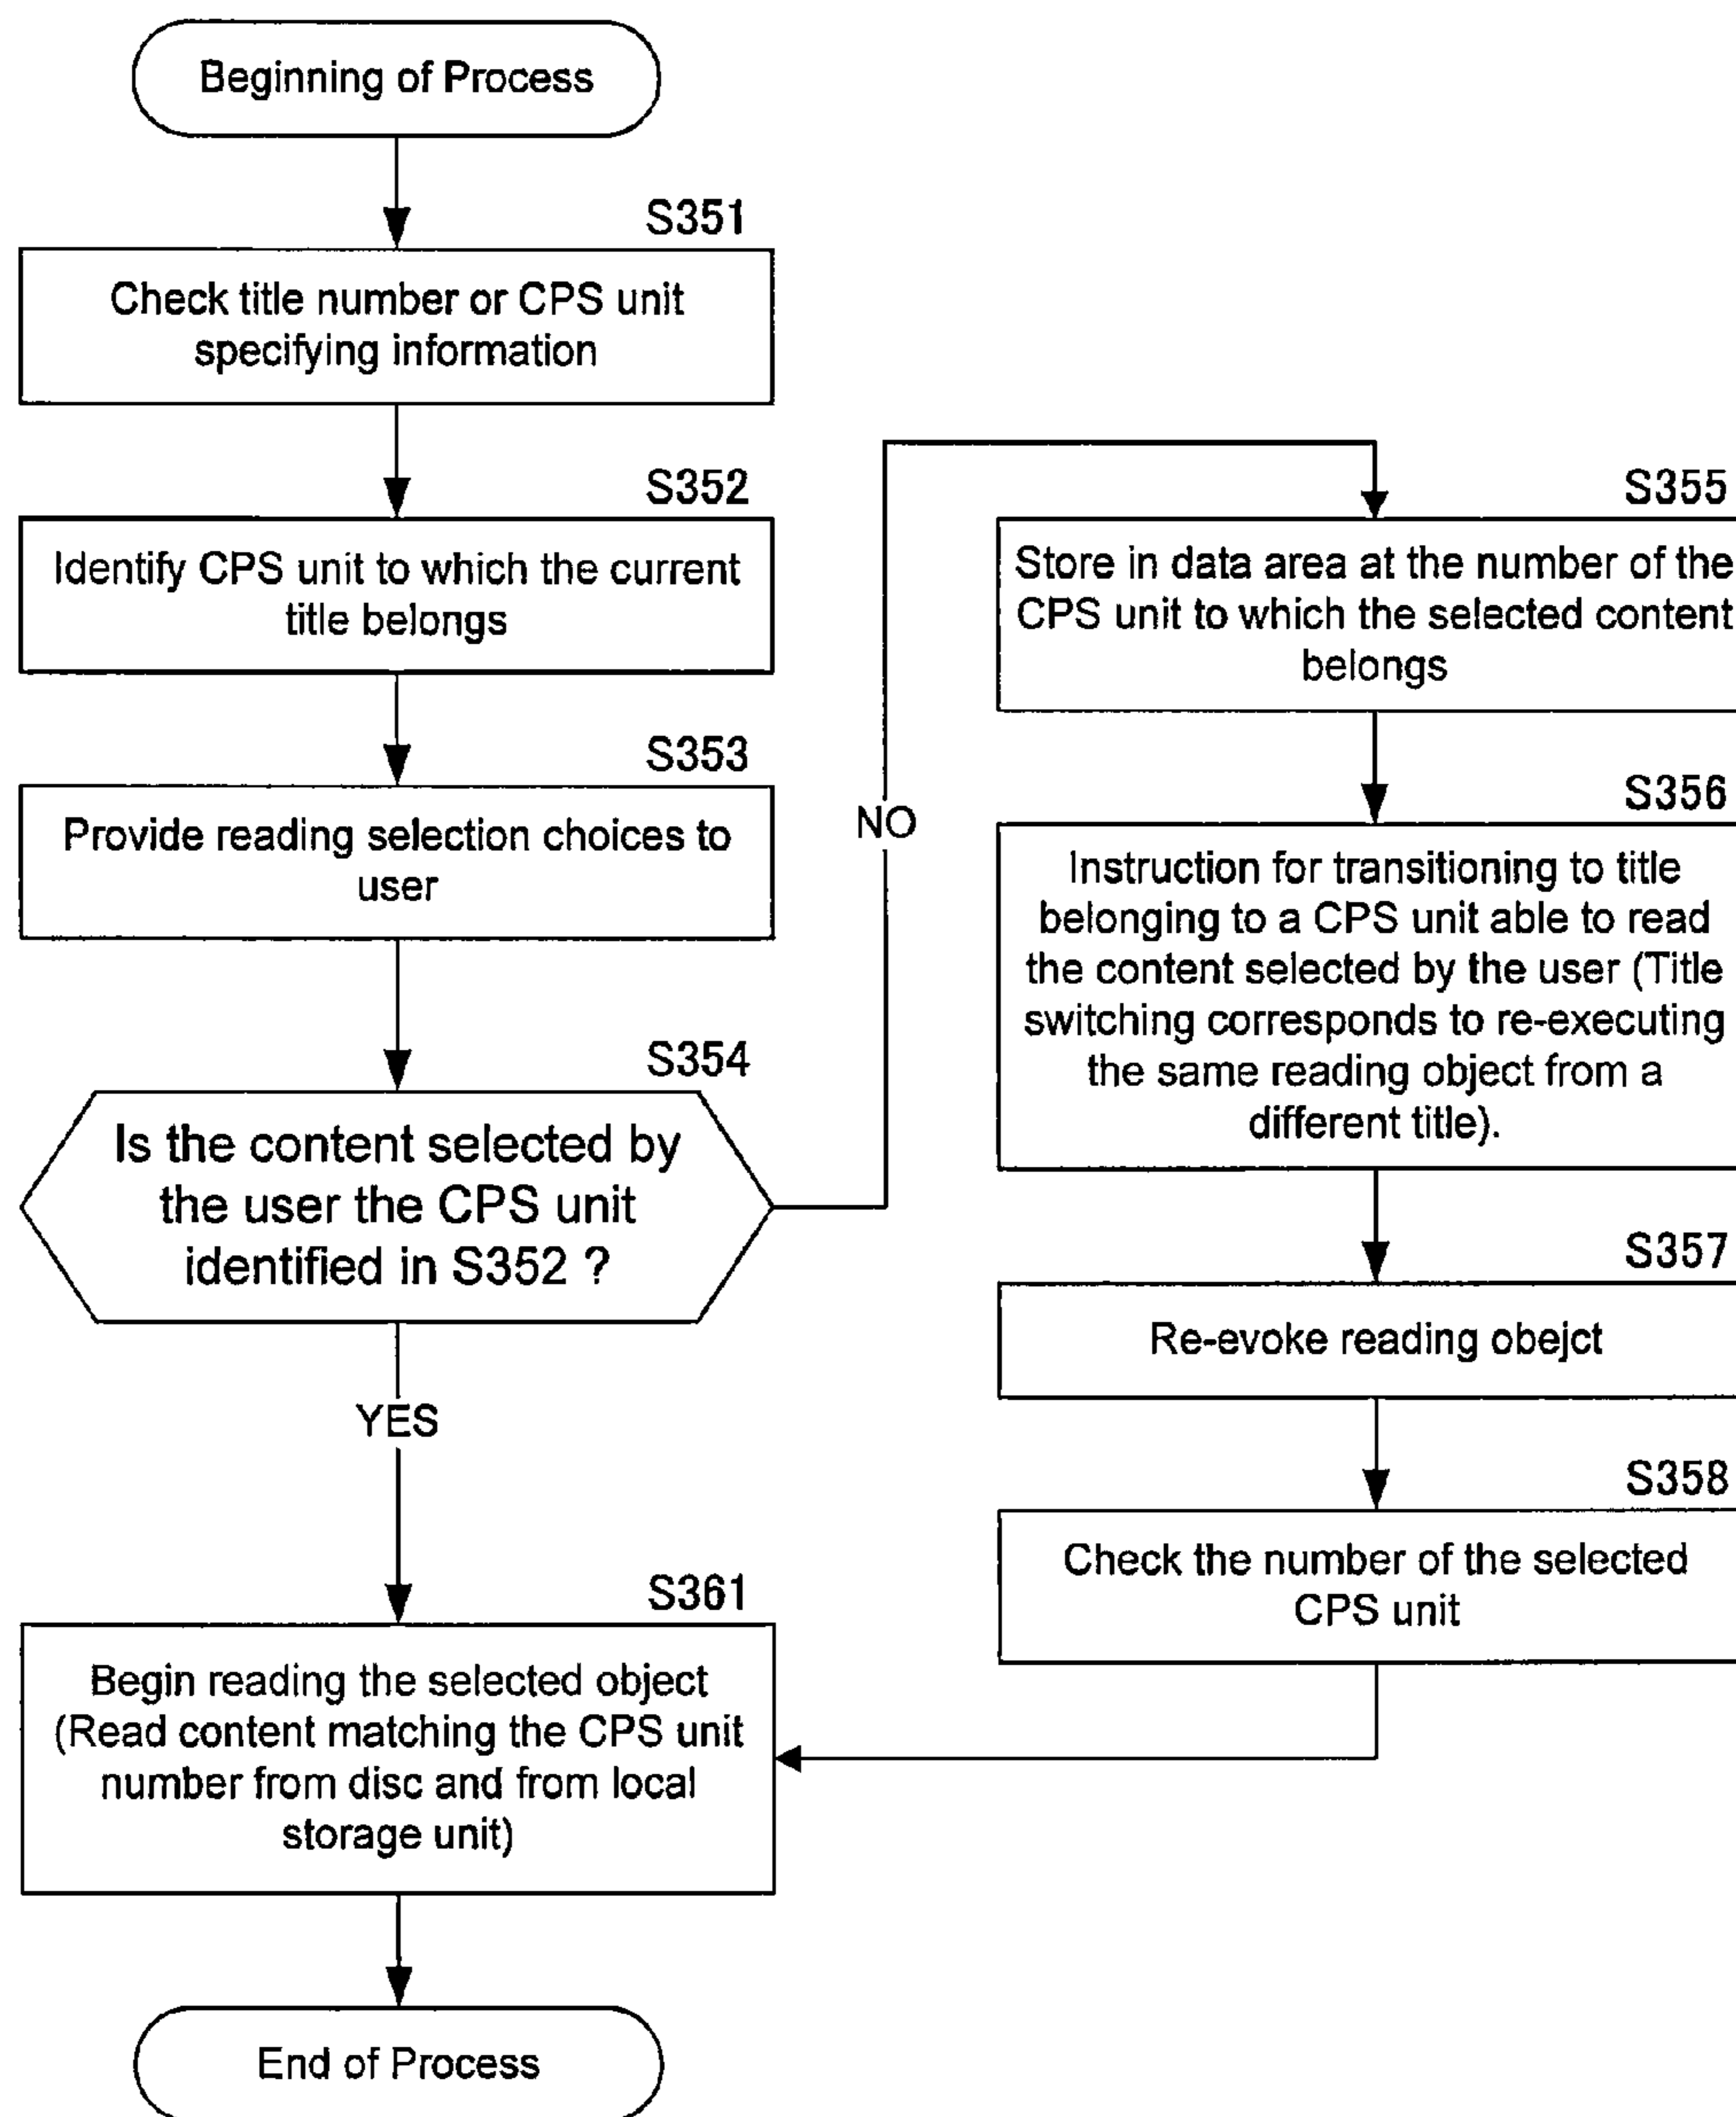 Beginning of Process
S351
Check title number or CPS unit
specifying information
S352
Identify CPS unit to which the current
title belongs
S353
Provide reading selection choices to
user
S354
Is the content selected by
the user the CPS unit
identified in S352 ?
NO
YES
S355
Store in data area at the number of the
CPS unit to which the selected content
belongs
S356
Instruction for transitioning to title
belonging to a CPS unit able to read
the content selected by the user (Title
switching corresponds to re-executing
the same reading object from a
different title).
S357
Re-evoke reading obejct
S358
Check the number of the selected
CPS unit
S361
Begin reading the selected object
(Read content matching the CPS unit
number from disc and from local
storage unit)
End of Process